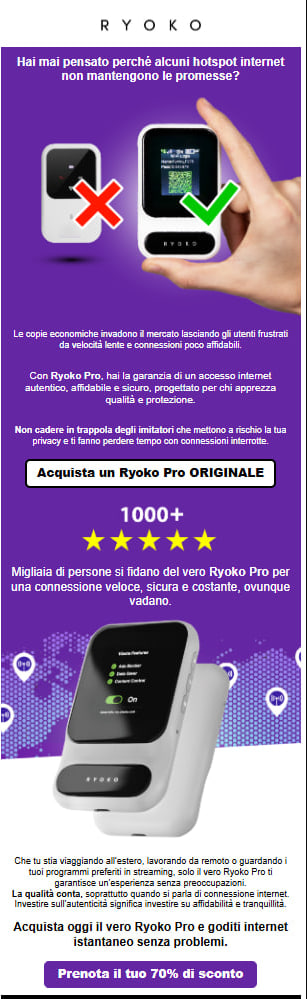 RYOKO
Hai mai pensato perché alcuni hotspot internet
non mantengono le promesse?
RYOKO
Le copie economiche invadono il mercato lasciando gli utenti frustrati
da velocità lente e connessioni poco affidabili.
Con Ryoko Pro, hai la garanzia di un accesso internet
autentico, affidabile e sicuro, progettato per chi apprezza
qualità e protezione.
Non cadere in trappola degli imitatori che mettono a rischio la tua
privacy e ti fanno perdere tempo con connessioni interrotte.
Acquista un Ryoko Pro ORIGINALE
1000+
Migliaia di persone si fidano del vero Ryoko Pro per
una connessione veloce, sicura e costante, ovunque
vadano.
Ad Blocker
Data Saver
Content Control
On
RYOKO
Che tu stia viaggiando all'estero, lavorando da remoto o guardando i
tuoi programmi preferiti in streaming, solo il vero Ryoko Pro ti
garantisce un'esperienza senza preoccupazioni.
La qualità conta, soprattutto quando si parla di connessione internet.
Investire sull'autenticità significa investire su affidabilità e tranquillità.
Acquista oggi il vero Ryoko Pro e goditi internet
istantaneo senza problemi.
Prenota il tuo 70% di sconto